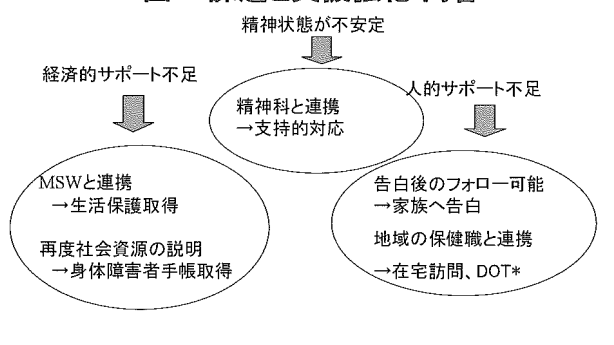 精神状態が不安定
経済的サポート不足
人的サポート不足
精神科と連携
→支持的対応
MSWと連携
→生活保護取得
再度社会資源の説明
→身体障害者手帳取得
告白後のフォロー可能
→家族へ告白
地域の保健職と連携
→在宅訪問、DOT*